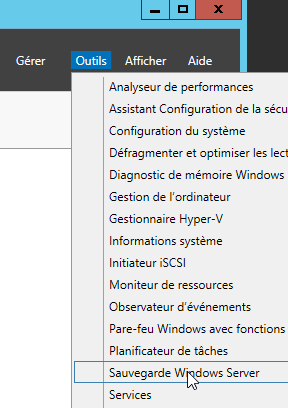 Gérer Outils Afficher Aide
Analyseur de performances
Assistant Configuration de la sécu
Configuration du système
Défragmenter et optimiser les lect
Diagnostic de mémoire Windows
Gestion de l'ordinateur
Gestionnaire Hyper-V
Informations système
Initiateur iSCSI
Moniteur de ressources
Observateur d'événements
Pare-feu Windows avec fonctions
Planificateur de tâches
Sauvegarde Windows Server
Services